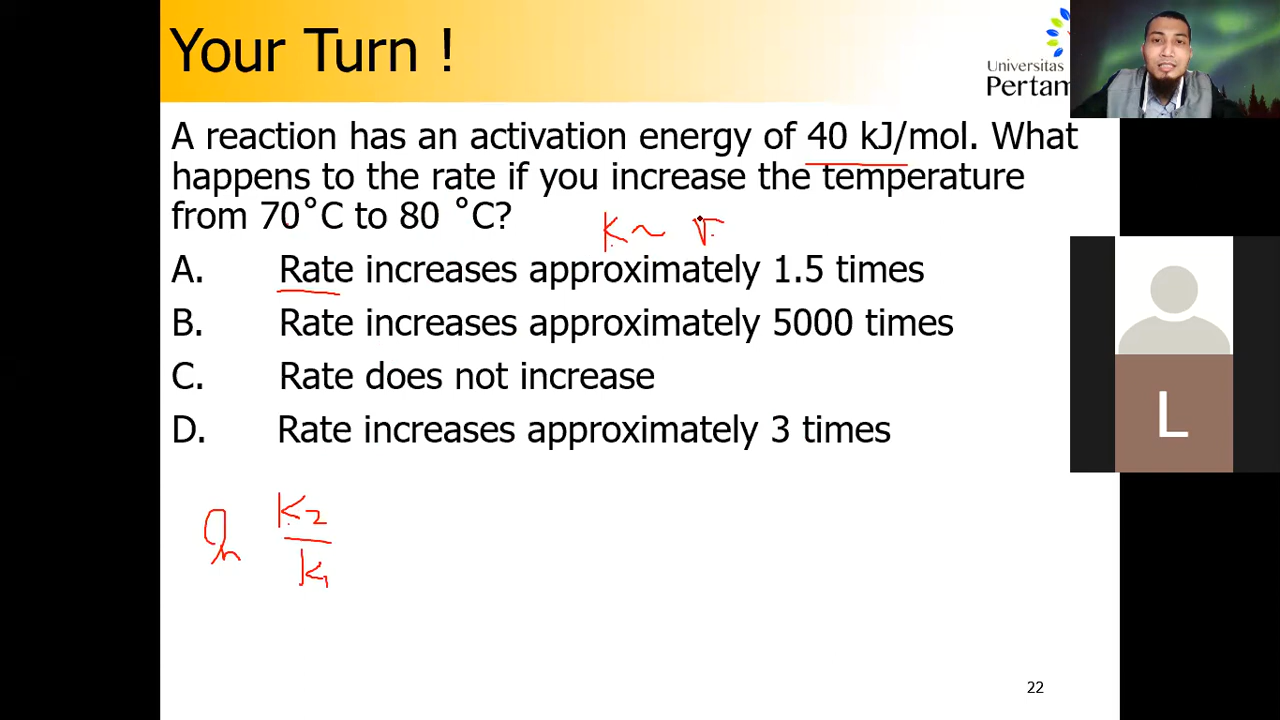 Your Turn !
Universitas
Pertam
A reaction has an activation energy of 40 kJ/mol. What
happens to the rate if you increase the temperature
from 70˚C to 80 ˚C?
K ~ r
A. Rate increases approximately 1.5 times
B. Rate increases approximately 5000 times
C. Rate does not increase
D. Rate increases approximately 3 times
L
ln K2
K1
22